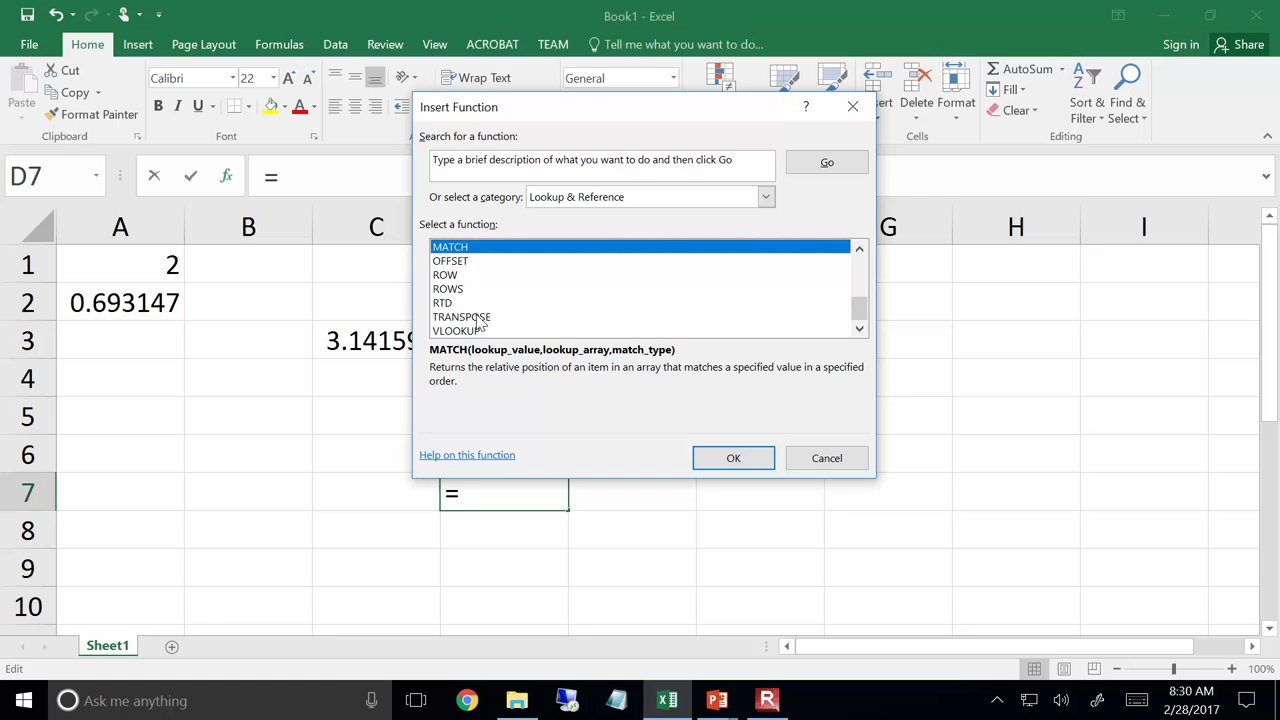 Book1 - Excel
File Home Insert Page Layout Formulas Data Review View ACROBAT TEAM Tell me what you want to do... Sign in Share
Paste
Cut
Copy
Format Painter
Clipboard
Calibri 22
B I U
Font
Wrap Text
General
Delete Format
Cells
AutoSum
Fill
Clear
Sort & Filter
Find & Select
Editing
D7 fx =
A B C G H I
1 2
2 0.693147
3 3.14159
4
5
6
7 =
8
9
10
Insert Function ?
Search for a function:
Type a brief description of what you want to do and then click Go
Go
Or select a category: Lookup & Reference
Select a function:
MATCH
OFFSET
ROW
ROWS
RTD
TRANSPOSE
VLOOKUP
MATCH(lookup_value,lookup_array,match_type)
Returns the relative position of an item in an array that matches a specified value in a specified
order.
Help on this function
OK
Cancel
Sheet1
Edit
100%
Ask me anything
8:30 AM
2/28/2017